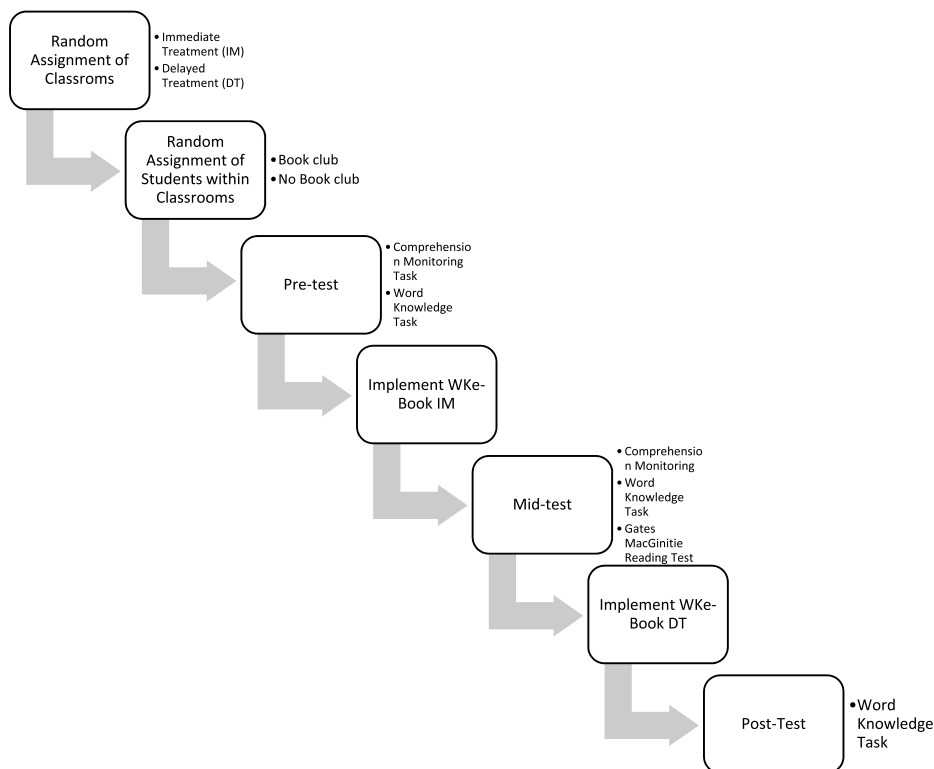 Random
Assignment of
Classroms
• Immediate
Treatment (IM)
• Delayed
Treatment (DT)
Random
Assignment of
Students within
Classrooms
• Book club
• No Book club
Pre-test
• Comprehensio
n Monitoring
Task
• Word
Knowledge
Task
Implement WKe-
Book IM
Mid-test
• Comprehensio
n Monitoring
• Word
Knowledge
Task
• Gates
MacGinitie
Reading Test
Implement WKe-
Book DT
Post-Test
• Word
Knowledge
Task